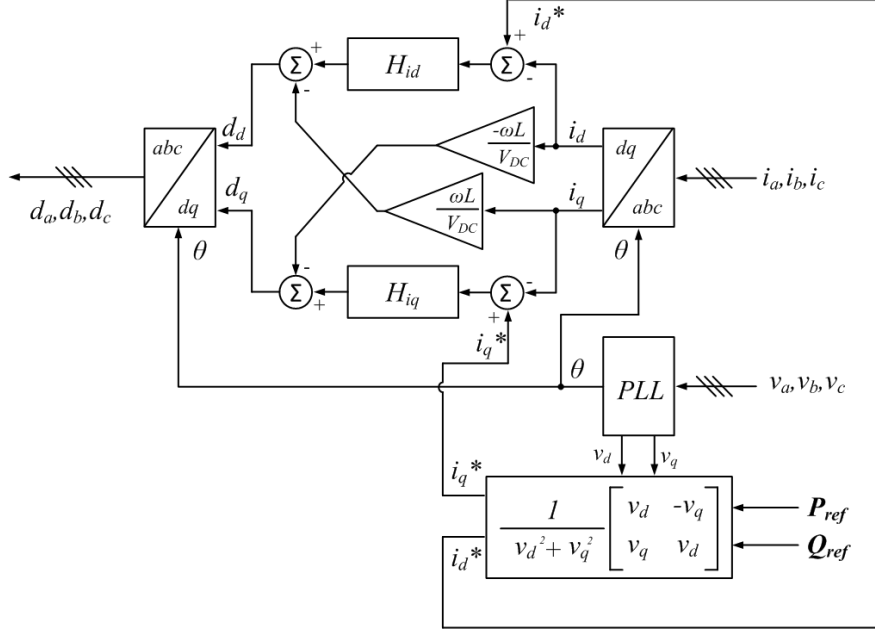 i_d*
+
-
Σ
H_id
Σ
+
-
d_d
abc
dq
-ωL
V_DC
i_d
dq
abc
i_a,i_b,i_c
d_a,d_b,d_c
d_q
ωL
V_DC
i_q
θ
θ
-
Σ
+
H_iq
Σ
-
+
i_q*
θ
PLL
v_a,v_b,v_c
v_d
v_q
i_q*
1
v_d²+v_q²
v_d -v_q
v_q v_d
P_ref
Q_ref
i_d*